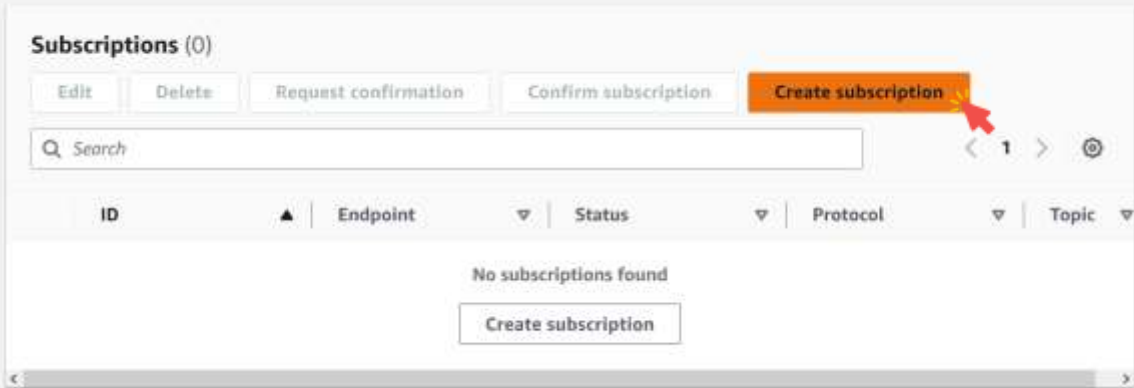 Subscriptions (0)
Edit Delete Request confirmation Confirm subscription Create subscription
Search 1
ID Endpoint Status Protocol Topic
No subscriptions found
Create subscription